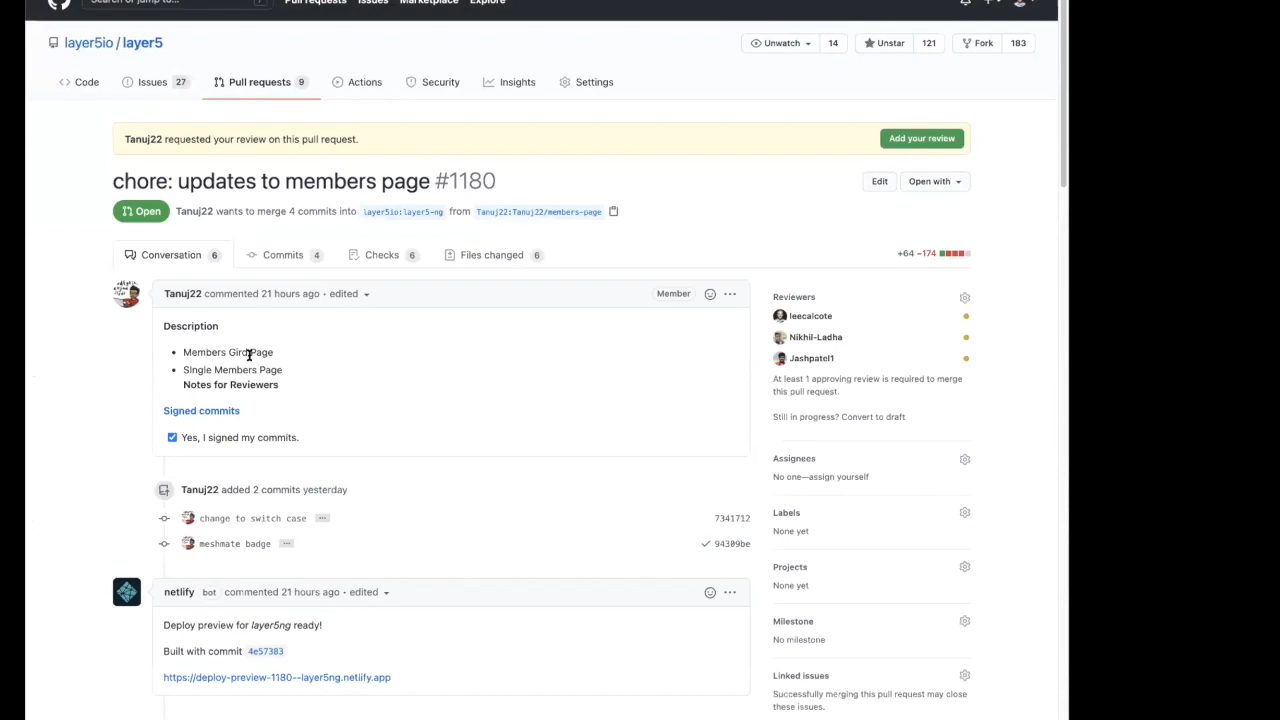 Search or jump to...
Pull requests Issues Marketplace Explore
layer5io / layer5
Unwatch 14 Unstar 121 Fork 183
Code Issues 27 Pull requests 9 Actions Security Insights Settings
Tanuj22 requested your review on this pull request.
Add your review
chore: updates to members page #1180
Edit Open with
Open Tanuj22 wants to merge 4 commits into layer5io:layer5-ng from Tanuj22:Tanuj22/members-page
Conversation 6 Commits 4 Checks 6 Files changed 6
+64 −174
Tanuj22 commented 21 hours ago • edited
Member
Description
Members Gird Page
Single Members Page
Notes for Reviewers
Signed commits
Yes, I signed my commits.
Tanuj22 added 2 commits yesterday
change to switch case ... 7341712
meshmate badge ... 94309be
netlify bot commented 21 hours ago • edited
Deploy preview for layer5ng ready!
Built with commit 4e57383
https://deploy-preview-1180--layer5ng.netlify.app
Reviewers
leecalcote
Nikhil-Ladha
Jashpatel1
At least 1 approving review is required to merge
this pull request.
Still in progress? Convert to draft
Assignees
No one—assign yourself
Labels
None yet
Projects
None yet
Milestone
No milestone
Linked issues
Successfully merging this pull request may close
these issues.